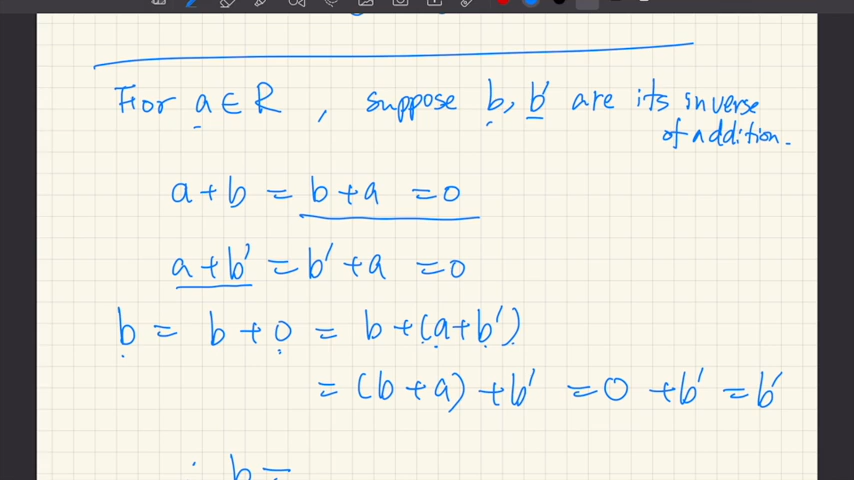 For a ∈ R , suppose b, b' are its inverse
of addition.
a + b = b + a = 0
a + b' = b' + a = 0
b = b + 0 = b + (a + b')
= (b + a) + b' = 0 + b' = b'
b =